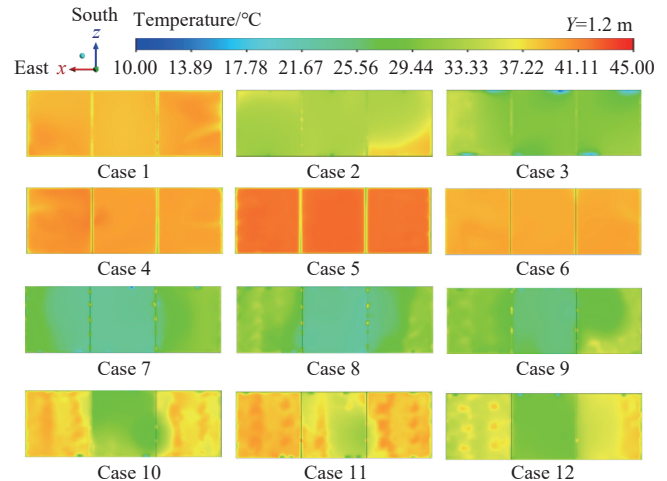 South
Temperature/°C
Y=1.2 m
z
East x
10.00 13.89 17.78 21.67 25.56 29.44 33.33 37.22 41.11 45.00
Case 1 Case 2 Case 3
Case 4 Case 5 Case 6
Case 7 Case 8 Case 9
Case 10 Case 11 Case 12